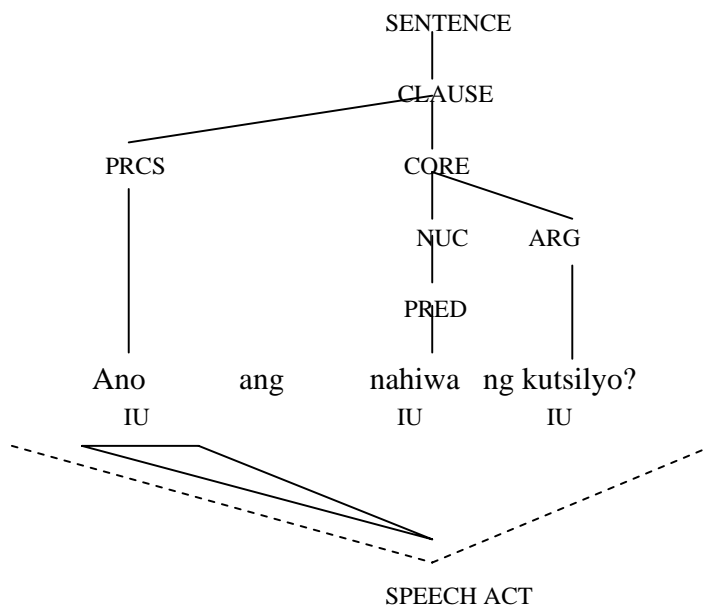 SENTENCE
CLAUSE
PRCS CORE
NUC ARG
PRED
Ano ang nahiwa ng kutsilyo?
IU IU IU
SPEECH ACT